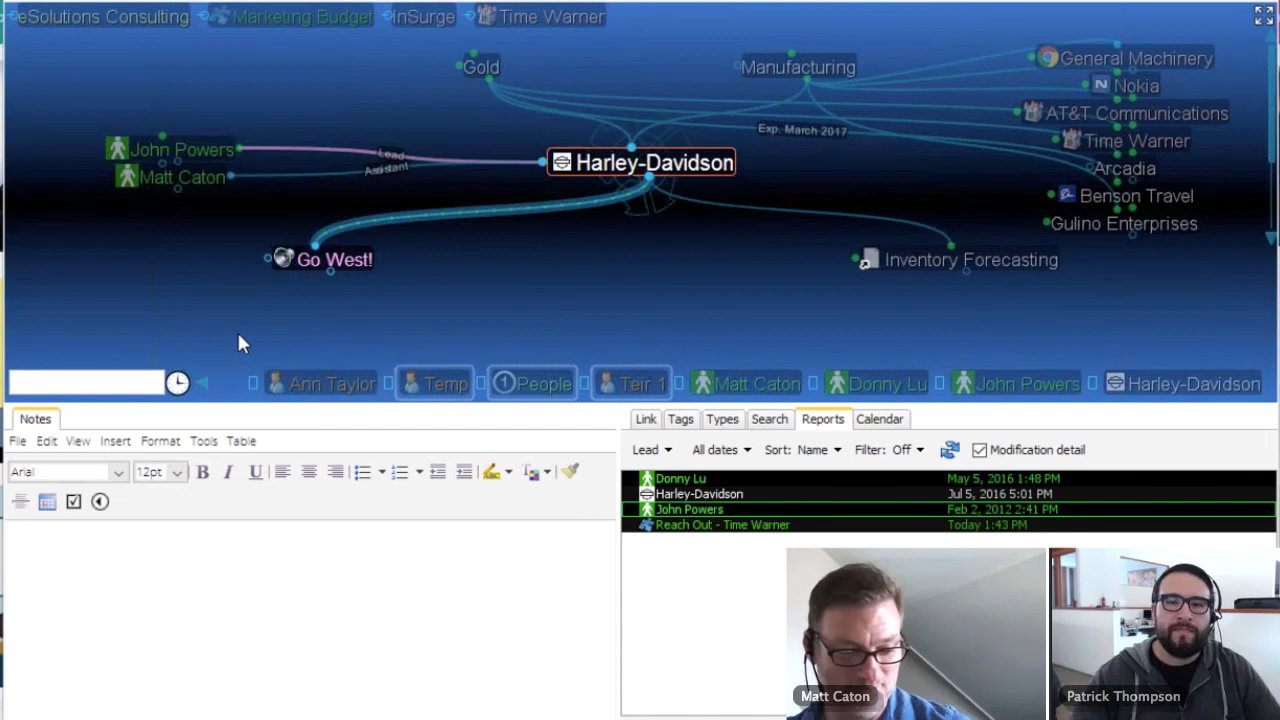 eSolutions Consulting Marketing Budget InSurge Time Warner
Gold Manufacturing
General Machinery
Nokia
AT&T Communications
Exp. March 2017
Time Warner
John Powers Lead Harley-Davidson
Arcadia
Matt Caton Assistant
Benson Travel
Gulino Enterprises
Go West! Inventory Forecasting
Ann Taylor Temp 1 People Teir 1 Matt Caton Donny Lu John Powers Harley-Davidson
Notes
File Edit View Insert Format Tools Table
Arial 12pt B I U
Link Tags Types Search Reports Calendar
Lead All dates Sort: Name Filter: Off Modification detail
Donny Lu May 5, 2016 1:48 PM
Harley-Davidson Jul 5, 2016 5:01 PM
John Powers Feb 2, 2012 2:41 PM
Reach Out - Time Warner Today 1:43 PM
Matt Caton Patrick Thompson